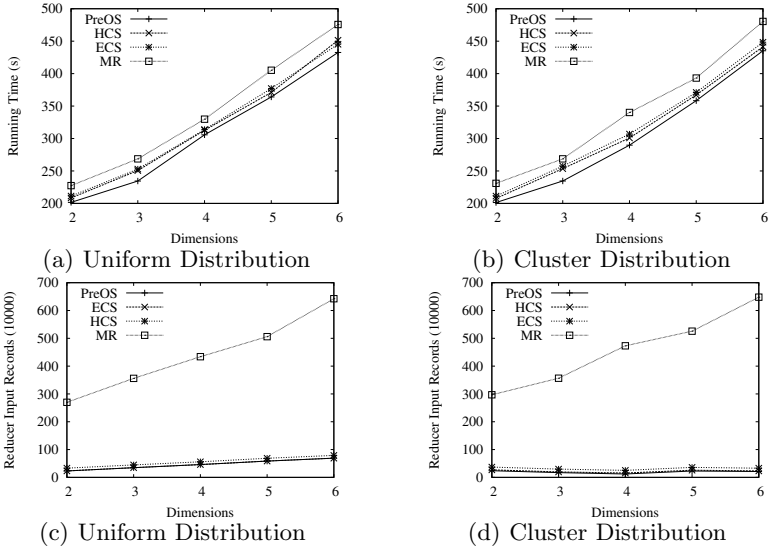 500
450
400
350
300
250
200
2
3
4
5
6
Running Time (s)
Dimensions
PreOS
HCS
ECS
MR
(a) Uniform Distribution
500
450
400
350
300
250
200
2
3
4
5
6
Running Time (s)
Dimensions
PreOS
HCS
ECS
MR
(b) Cluster Distribution
700
600
500
400
300
200
100
0
2
3
4
5
6
Reducer Input Records (10000)
Dimensions
PreOS
ECS
HCS
MR
(c) Uniform Distribution
700
600
500
400
300
200
100
0
2
3
4
5
6
Reducer Input Records (10000)
Dimensions
PreOS
HCS
ECS
MR
(d) Cluster Distribution